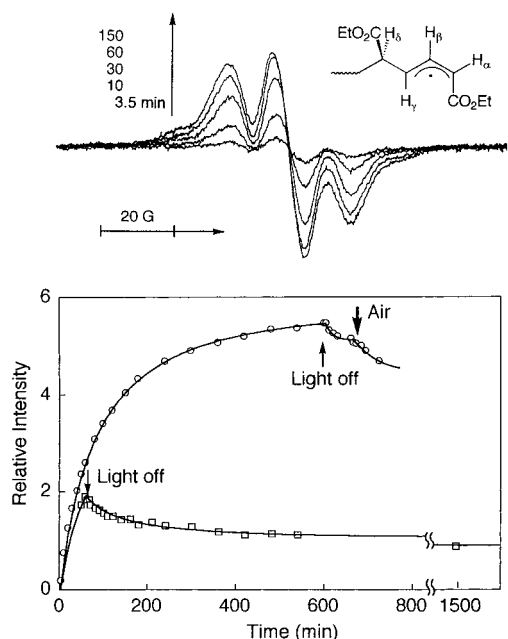 150
60
30
10
3.5 min
EtO₂C
Hδ
Hβ
Hα
Hγ
CO₂Et
20 G
Relative Intensity
6
4
2
0
Air
Light off
Light off
0
200
400
600
800
1500
Time (min)